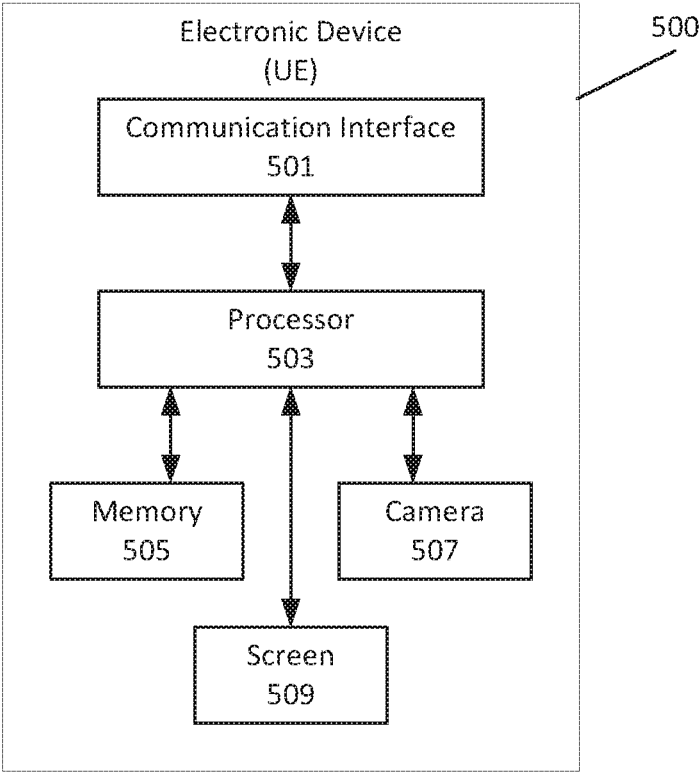 Electronic Device
(UE)
500
Communication Interface
501
Processor
503
Memory
505
Camera
507
Screen
509